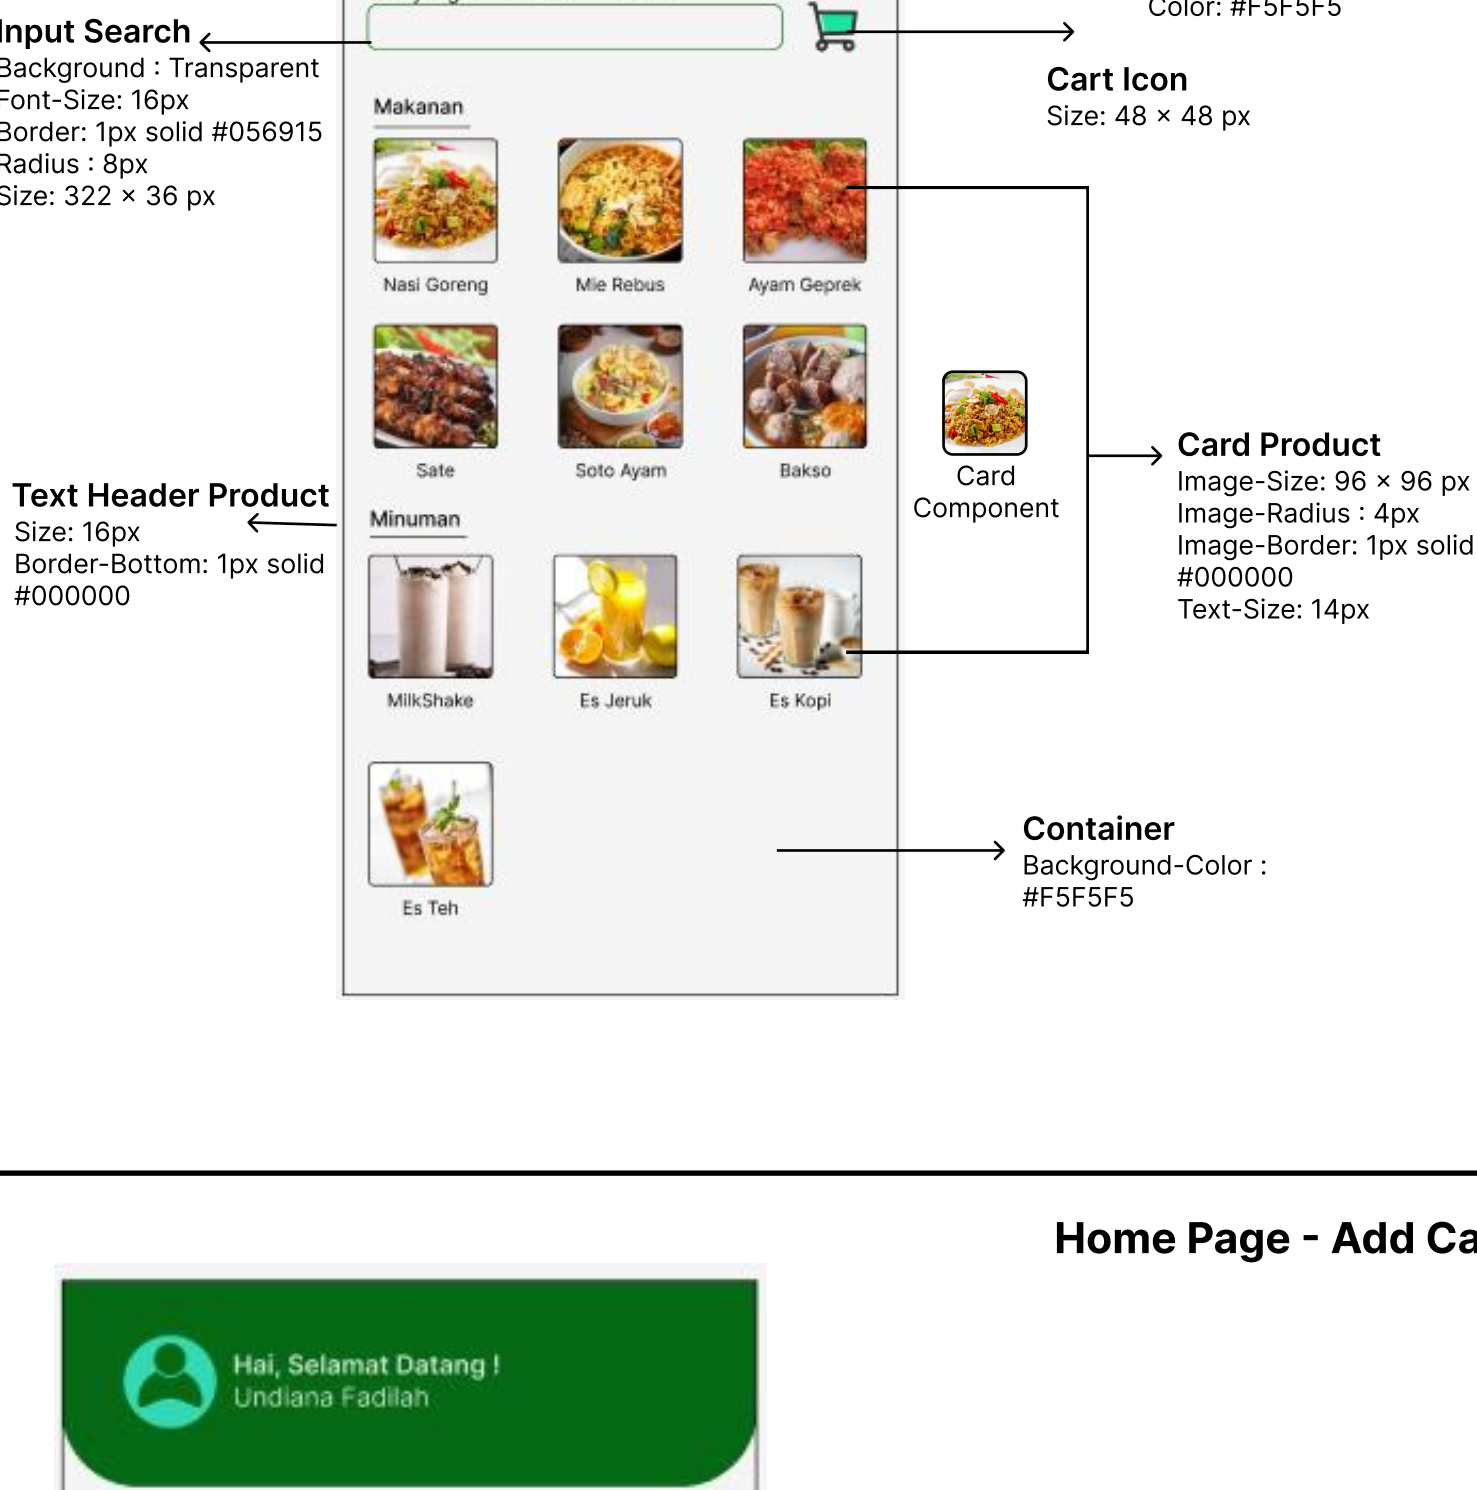 Color: #F5F5F5
Input Search
Background : Transparent
Font-Size: 16px
Border: 1px solid #056915
Radius : 8px
Size: 322 × 36 px
Cart Icon
Size: 48 × 48 px
Makanan
Nasi Goreng
Mie Rebus
Ayam Geprek
Sate
Soto Ayam
Bakso
Card
Component
Card Product
Image-Size: 96 × 96 px
Image-Radius : 4px
Image-Border: 1px solid
#000000
Text-Size: 14px
Text Header Product
Size: 16px
Border-Bottom: 1px solid
#000000
Minuman
MilkShake
Es Jeruk
Es Kopi
Es Teh
Container
Background-Color :
#F5F5F5
Home Page - Add Ca
Hai, Selamat Datang !
Undiana Fadilah